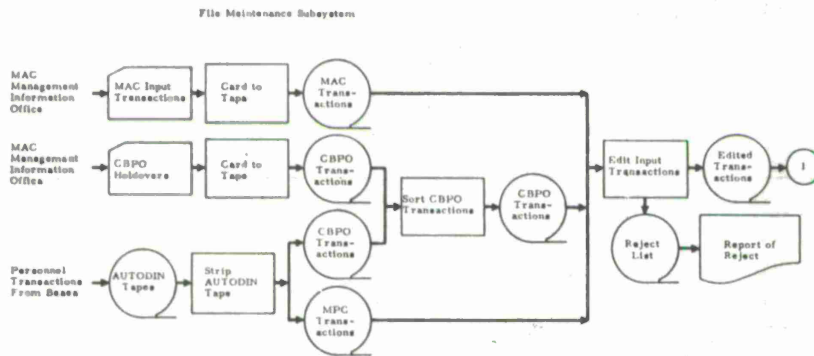 File Maintenance Subsystem
MAC
Management
Information
Office
MAC Input
Transactions
Card to
Tape
MAC
Trans-
actions
MAC
Management
Information
Office
CBPO
Holdovers
Card to
Tape
CBPO
Trans-
actions
Sort CBPO
Transactions
CBPO
Trans-
actions
Edit Input
Transactions
Edited
Trans-
actions
1
CBPO
Trans-
actions
Reject
List
Report of
Reject
Personnel
Transactions
From Bases
AUTODIN
Tapes
Strip
AUTODIN
Tape
MPC
Trans-
actions